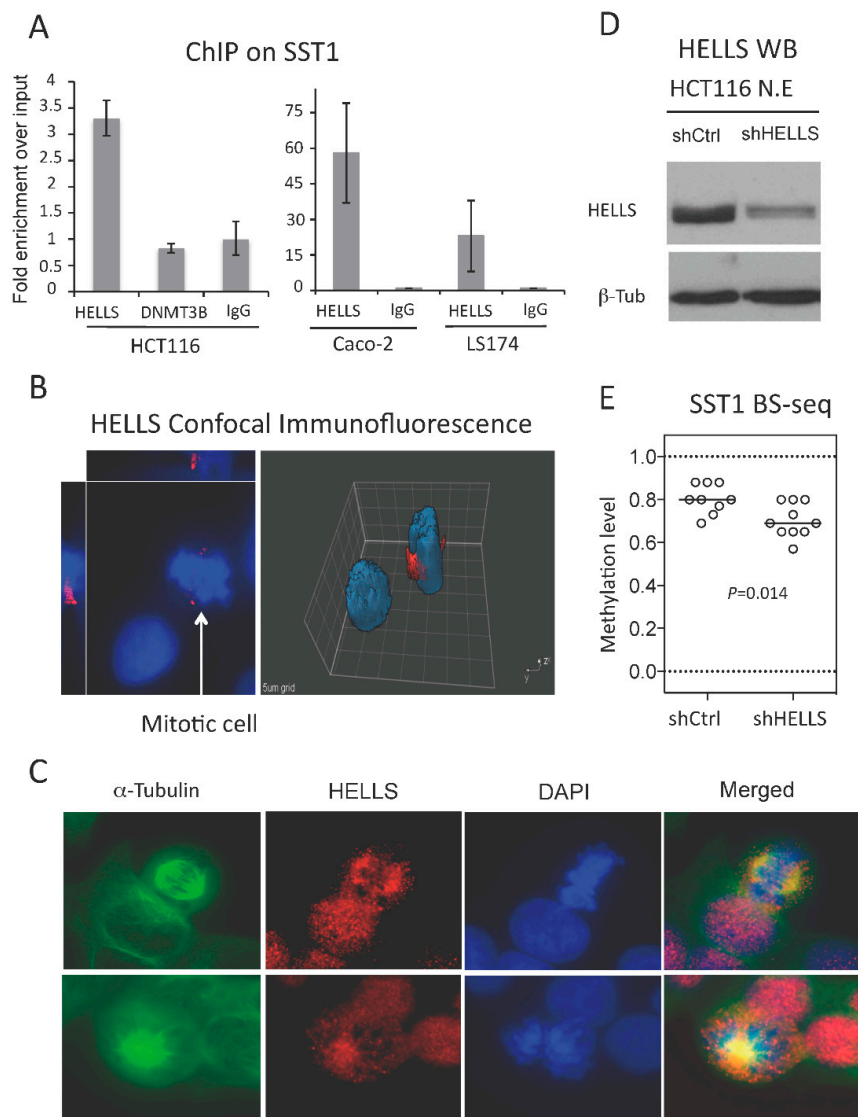 A
ChIP on SST1
Fold enrichment over input
4
3.5
3
2.5
2
1.5
1
0.5
0
HELLS DNMT3B IgG
HCT116
75
60
45
30
15
0
HELLS IgG HELLS IgG
Caco-2 LS174
B
HELLS Confocal Immunofluorescence
Mitotic cell
5um grid
z
y
C
α-Tubulin HELLS DAPI Merged
D
HELLS WB
HCT116 N.E
shCtrl shHELLS
HELLS
β-Tub
E
SST1 BS-seq
Methylation level
1.0
0.8
0.6
0.4
0.2
0.0
P=0.014
shCtrl shHELLS